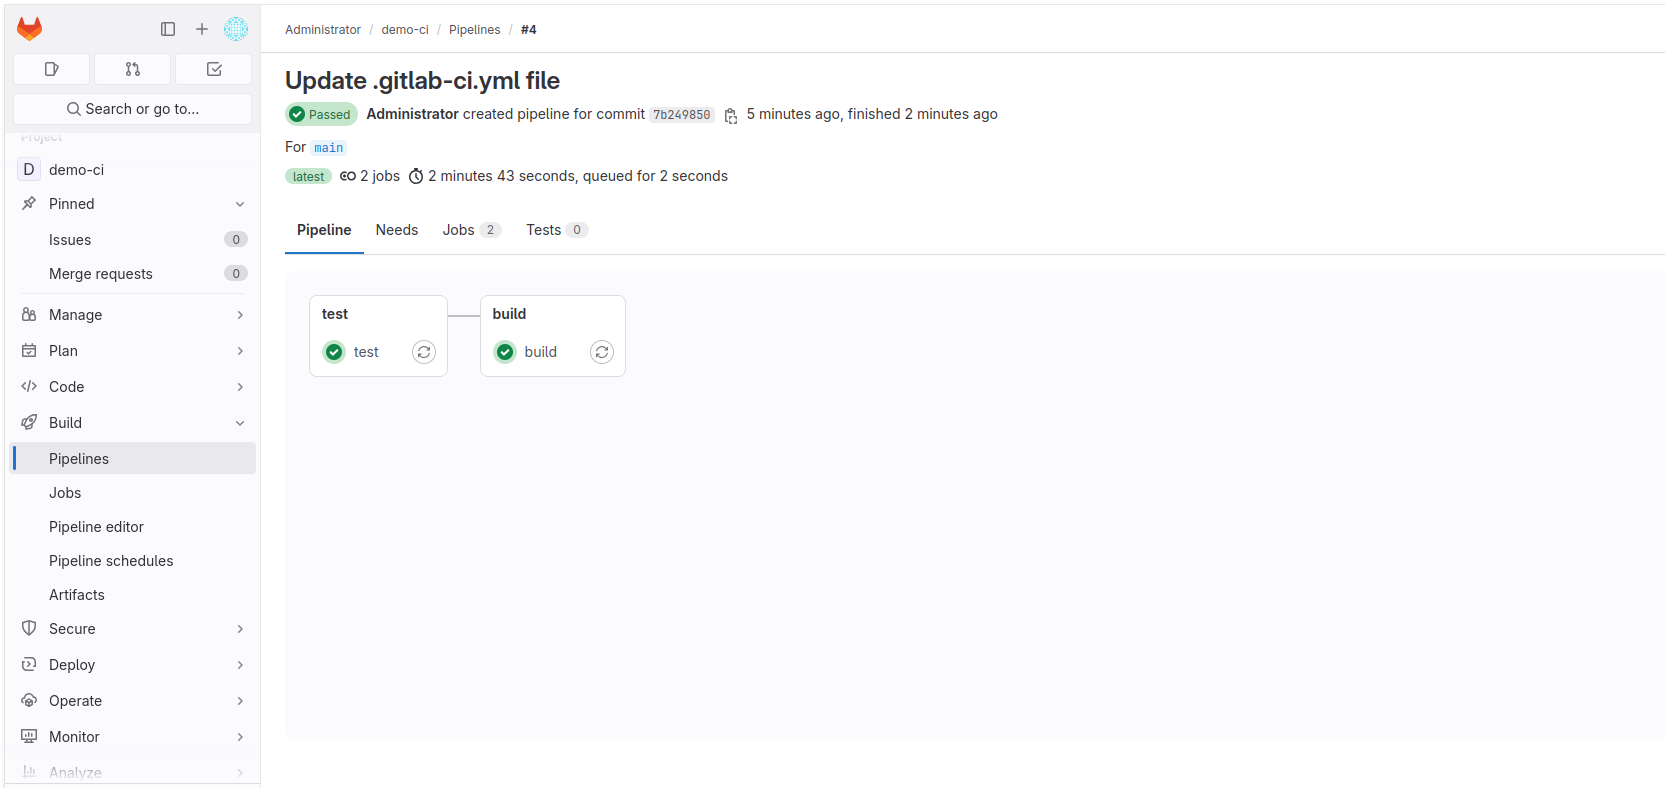 Administrator / demo-ci / Pipelines / #4
Search or go to...
Project
D demo-ci
Pinned
Issues 0
Merge requests 0
Manage
Plan
Code
Build
Pipelines
Jobs
Pipeline editor
Pipeline schedules
Artifacts
Secure
Deploy
Operate
Monitor
Analyze
Update .gitlab-ci.yml file
Passed Administrator created pipeline for commit 7b249850 5 minutes ago, finished 2 minutes ago
For main
latest 2 jobs 2 minutes 43 seconds, queued for 2 seconds
Pipeline Needs Jobs 2 Tests 0
test build
test build